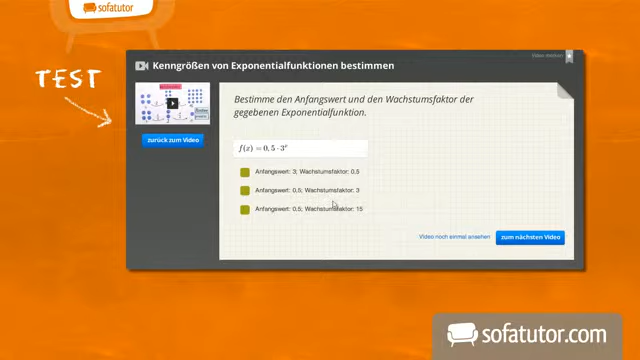 sofatutor
TEST
Kenngrößen von Exponentialfunktionen bestimmen
zurück zum Video
Bestimme den Anfangswert und den Wachstumsfaktor der
gegebenen Exponentialfunktion.
f(x) = 0,5 · 3ˣ
Anfangswert: 3; Wachstumsfaktor: 0,5
Anfangswert: 0,5; Wachstumsfaktor: 3
Anfangswert: 0,5; Wachstumsfaktor: 15
Video noch einmal ansehen
zum nächsten Video
sofatutor.com